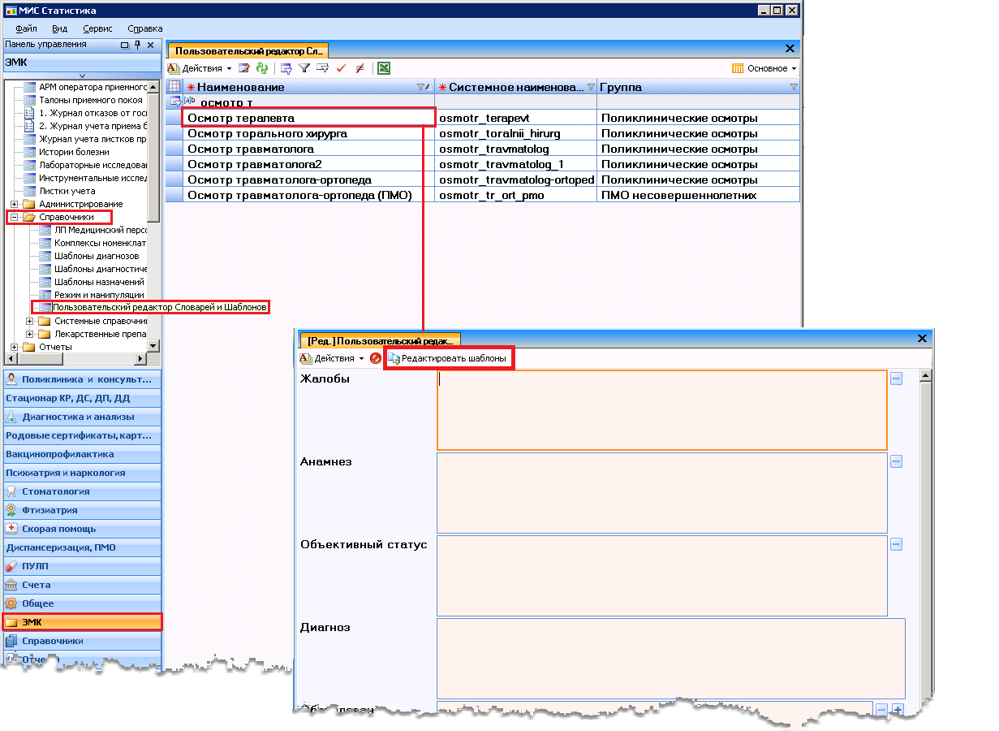 МИС Статистика
Файл Вид Сервис Справка
Панель управления
ЭМК
АРМ оператора приемного
Талоны приемного покоя
1. Журнал отказов от гос
2. Журнал учета приема б
Журнал учета листков пр
Истории болезни
Лабораторные исследован
Инструментальные исслед
Листки учета
Администрирование
Справочники
ЛП Медицинский персо
Комплексы номенклат
Шаблоны диагнозов
Шаблоны диагностиче
Шаблоны назначений
Режим и манипуляции
Пользовательский редактор Словарей и Шаблонов
Системные справочни
Лекарственные препа
Отчеты
Поликлиника и консульт...
Стационар КР, ДС, ДП, ДД
Диагностика и анализы
Родовые сертификаты, карт...
Вакцинопрофилактика
Психиатрия и наркология
Стоматология
Фтизиатрия
Скорая помощь
Диспансеризация, ПМО
ПУЛП
Счета
Общее
ЭМК
Справочники
Пользовательский редактор Сл...
Действия Основное
Наименование Системное наименова... Группа
осмотр т
Осмотр терапевта osmotr_terapevt Поликлинические осмотры
Осмотр торального хирурга osmotr_toralnii_hirurg Поликлинические осмотры
Осмотр травматолога osmotr_travmatolog Поликлинические осмотры
Осмотр травматолога2 osmotr_travmatolog_1 Поликлинические осмотры
Осмотр травматолога-ортопеда osmotr_travmatolog-ortoped Поликлинические осмотры
Осмотр травматолога-ортопеда (ПМО) osmotr_tr_ort_pmo ПМО несовершеннолетних
[Ред.] Пользовательский редак...
Действия Редактировать шаблоны
Жалобы
Анамнез
Объективный статус
Диагноз